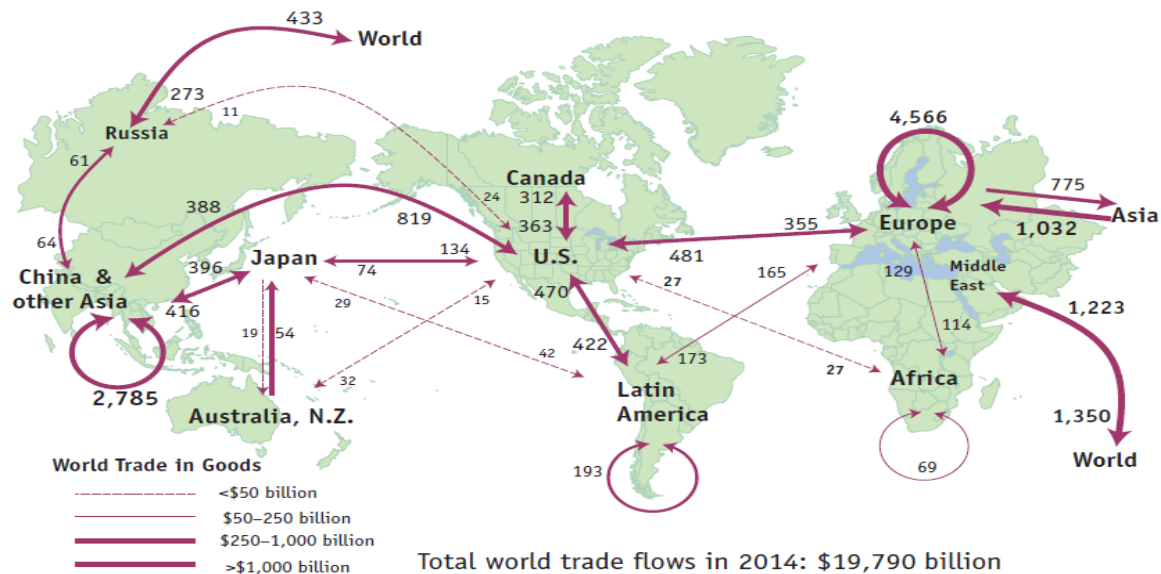 433
World
273
11
Russia
61
4,566
Canada
312
24
388
819
363
775
Asia
1,032
355
Europe
64
396
Japan
134
74
U.S.
481
China &
other Asia
416
470
27
165
129
Middle
East
29
15
1,223
19
54
42
422
173
114
2,785
32
27
Australia, N.Z.
Latin
America
Africa
1,350
World
69
193
World Trade in Goods
<$50 billion
$50–250 billion
$250–1,000 billion
>$1,000 billion
Total world trade flows in 2014: $19,790 billion